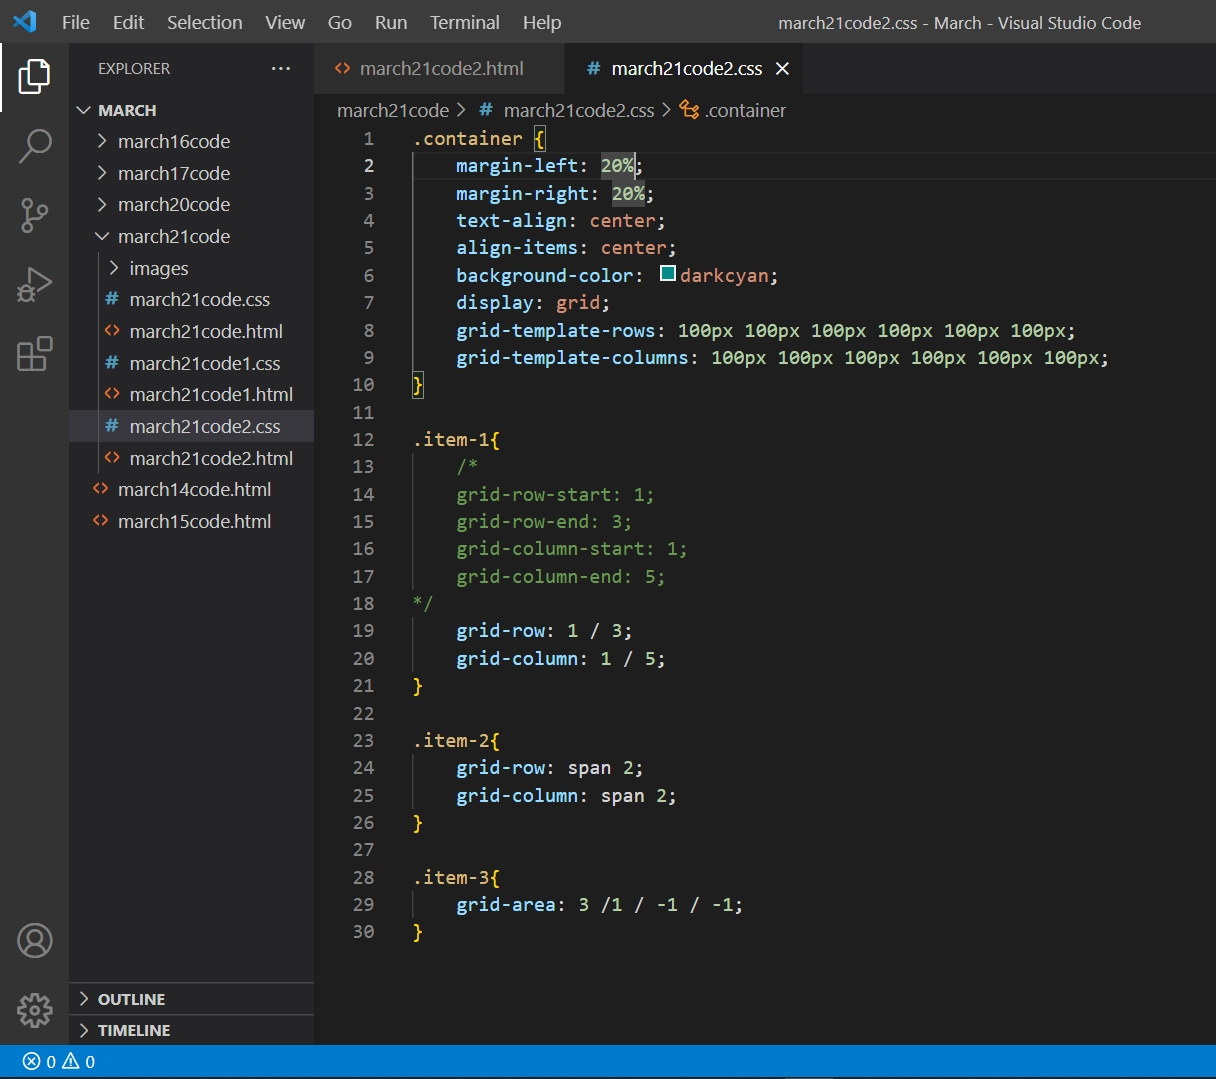 File Edit Selection View Go Run Terminal Help march21code2.css - March - Visual Studio Code
EXPLORER ...
MARCH
march16code
march17code
march20code
march21code
images
# march21code.css
<> march21code.html
# march21code1.css
<> march21code1.html
# march21code2.css
<> march21code2.html
<> march14code.html
<> march15code.html
OUTLINE
TIMELINE
<> march21code2.html # march21code2.css
march21code > # march21code2.css > .container
1 .container {
2 margin-left: 20%;
3 margin-right: 20%;
4 text-align: center;
5 align-items: center;
6 background-color: darkcyan;
7 display: grid;
8 grid-template-rows: 100px 100px 100px 100px 100px 100px;
9 grid-template-columns: 100px 100px 100px 100px 100px 100px;
10 }
11
12 .item-1{
13 /*
14 grid-row-start: 1;
15 grid-row-end: 3;
16 grid-column-start: 1;
17 grid-column-end: 5;
18 */
19 grid-row: 1 / 3;
20 grid-column: 1 / 5;
21 }
22
23 .item-2{
24 grid-row: span 2;
25 grid-column: span 2;
26 }
27
28 .item-3{
29 grid-area: 3 /1 / -1 / -1;
30 }
0 0